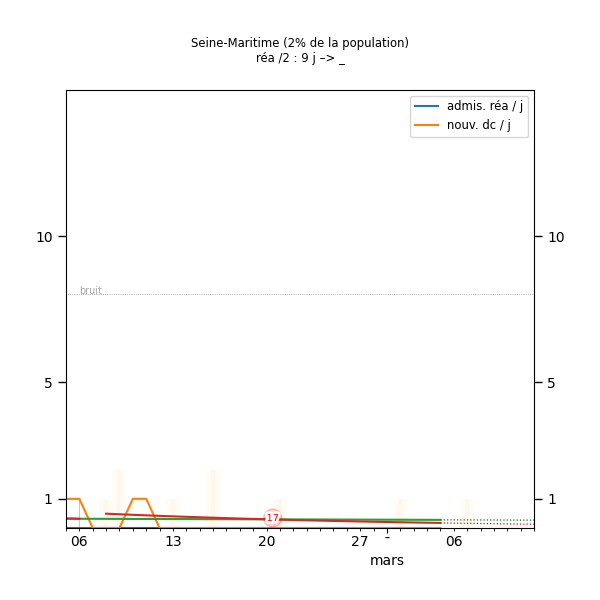 Seine-Maritime (2% de la population)
réa /2 : 9 j –> _
admis. réa / j
nouv. dc / j
10
10
bruit
5
5
1
1
17
06
13
20
27
-
06
mars